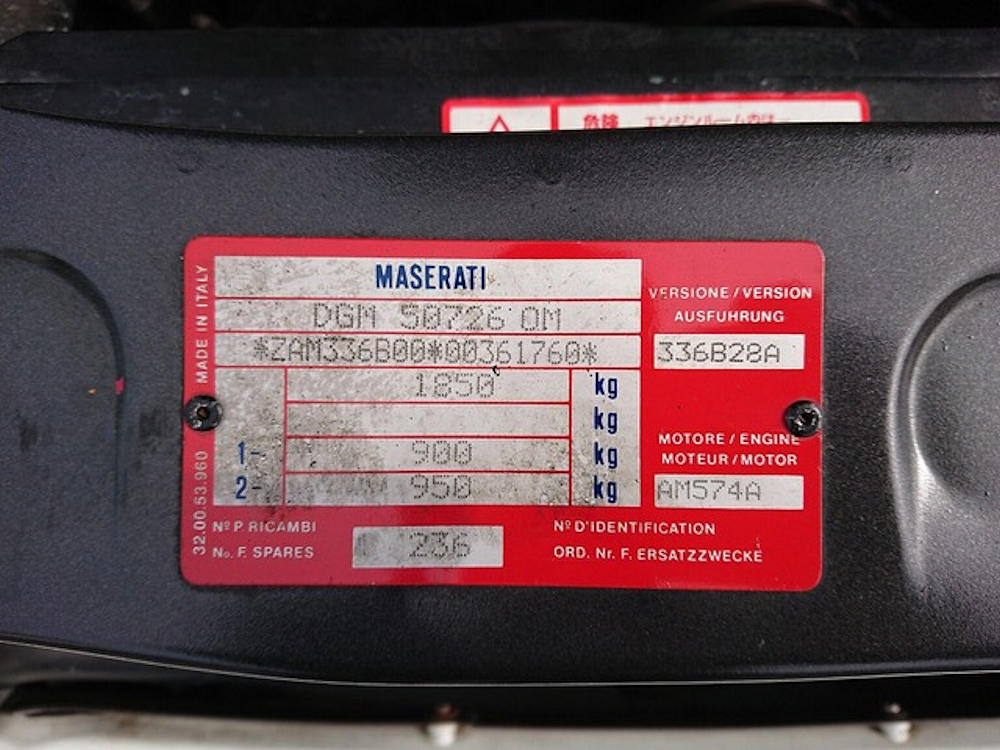 危険 エンジンルーム内は
MADE IN ITALY
32.00.53.960
MASERATI
DGM 50726 OM
*ZAM336B00*00361760*
1850 kg
kg
1- 900 kg
2- 950 kg
VERSIONE / VERSION
AUSFUHRUNG
336B28A
MOTORE / ENGINE
MOTEUR / MOTOR
AM574A
Nº P. RICAMBI
No. F. SPARES
236
Nº D'IDENTIFICATION
ORD. Nr. F. ERSATZZWECKE